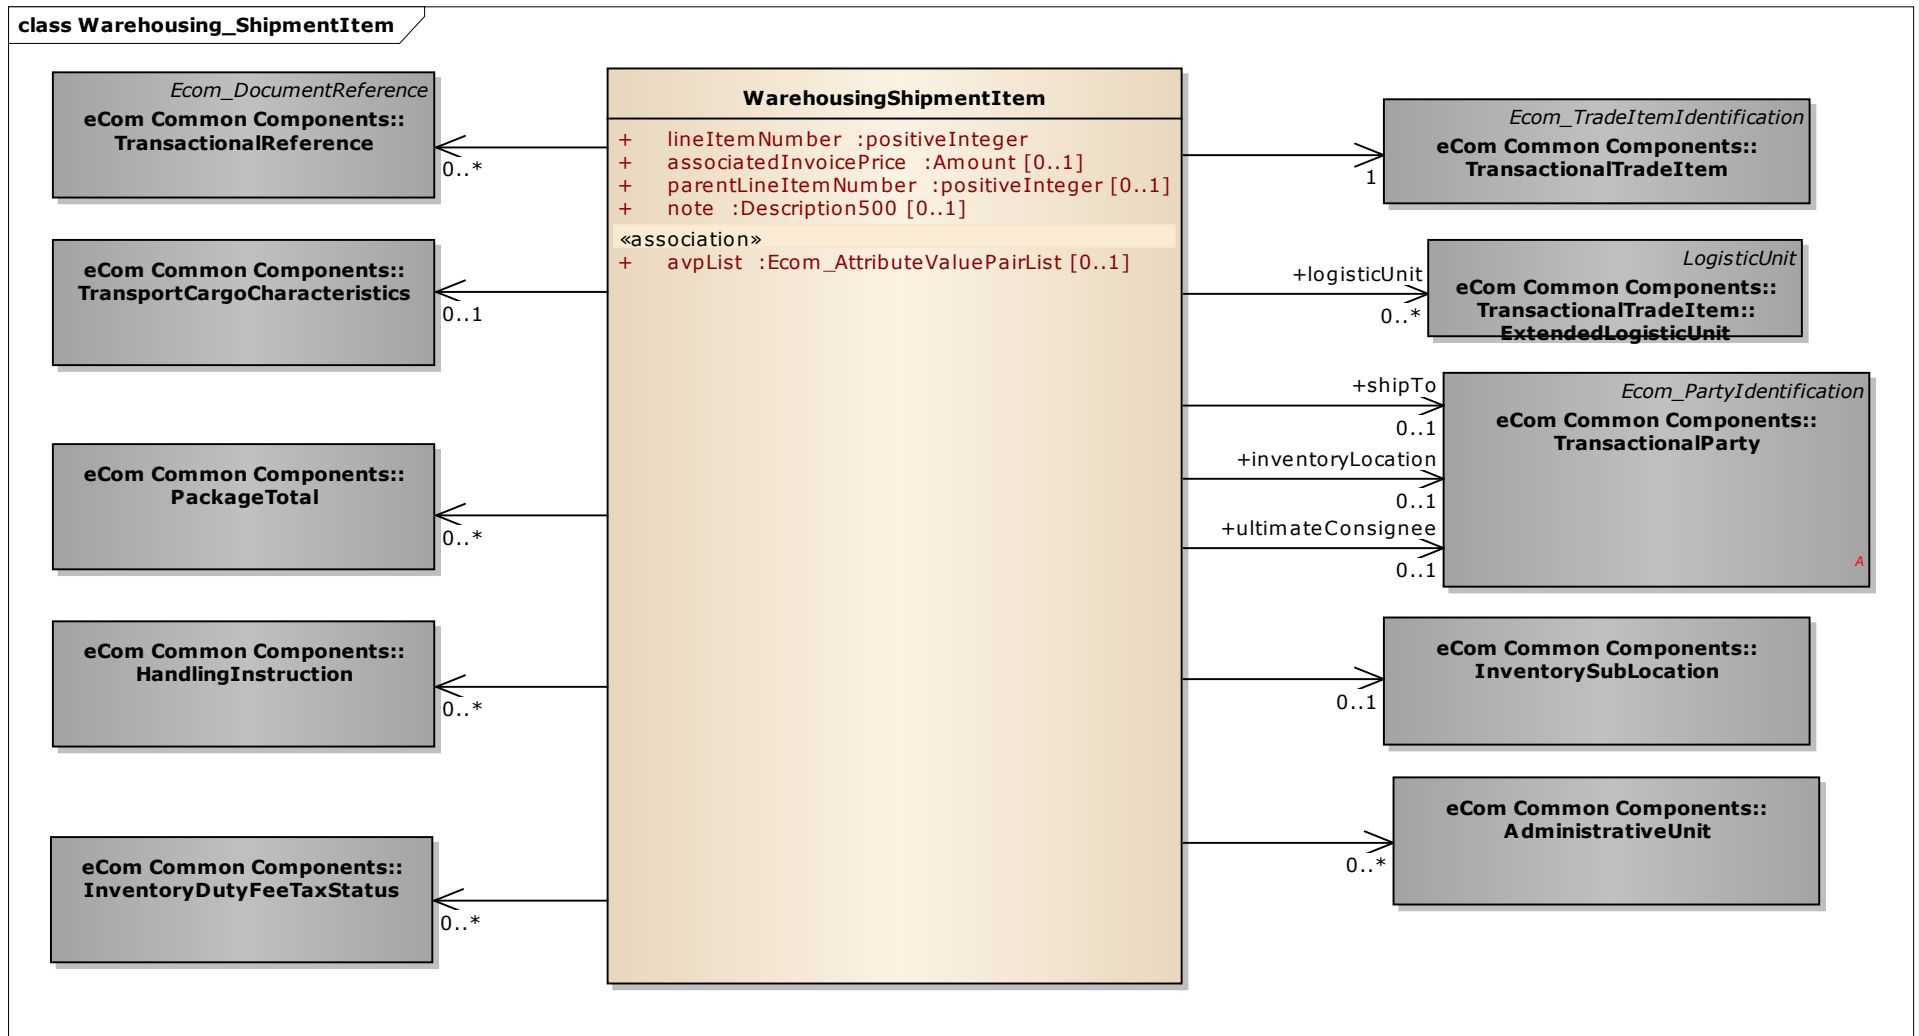 class Warehousing_ShipmentItem
Ecom_DocumentReference
eCom Common Components::
TransactionalReference
0..*
eCom Common Components::
TransportCargoCharacteristics
0..1
eCom Common Components::
PackageTotal
0..*
eCom Common Components::
HandlingInstruction
0..*
eCom Common Components::
InventoryDutyFeeTaxStatus
0..*
WarehousingShipmentItem
+ lineItemNumber :positiveInteger
+ associatedInvoicePrice :Amount [0..1]
+ parentLineItemNumber :positiveInteger [0..1]
+ note :Description500 [0..1]
«association»
+ avpList :Ecom_AttributeValuePairList [0..1]
Ecom_TradeItemIdentification
eCom Common Components::
TransactionalTradeItem
1
LogisticUnit
eCom Common Components::
TransactionalTradeItem::
ExtendedLogisticUnit
+logisticUnit
0..*
Ecom_PartyIdentification
eCom Common Components::
TransactionalParty
A
+shipTo
0..1
+inventoryLocation
0..1
+ultimateConsignee
0..1
eCom Common Components::
InventorySubLocation
0..1
eCom Common Components::
AdministrativeUnit
0..*